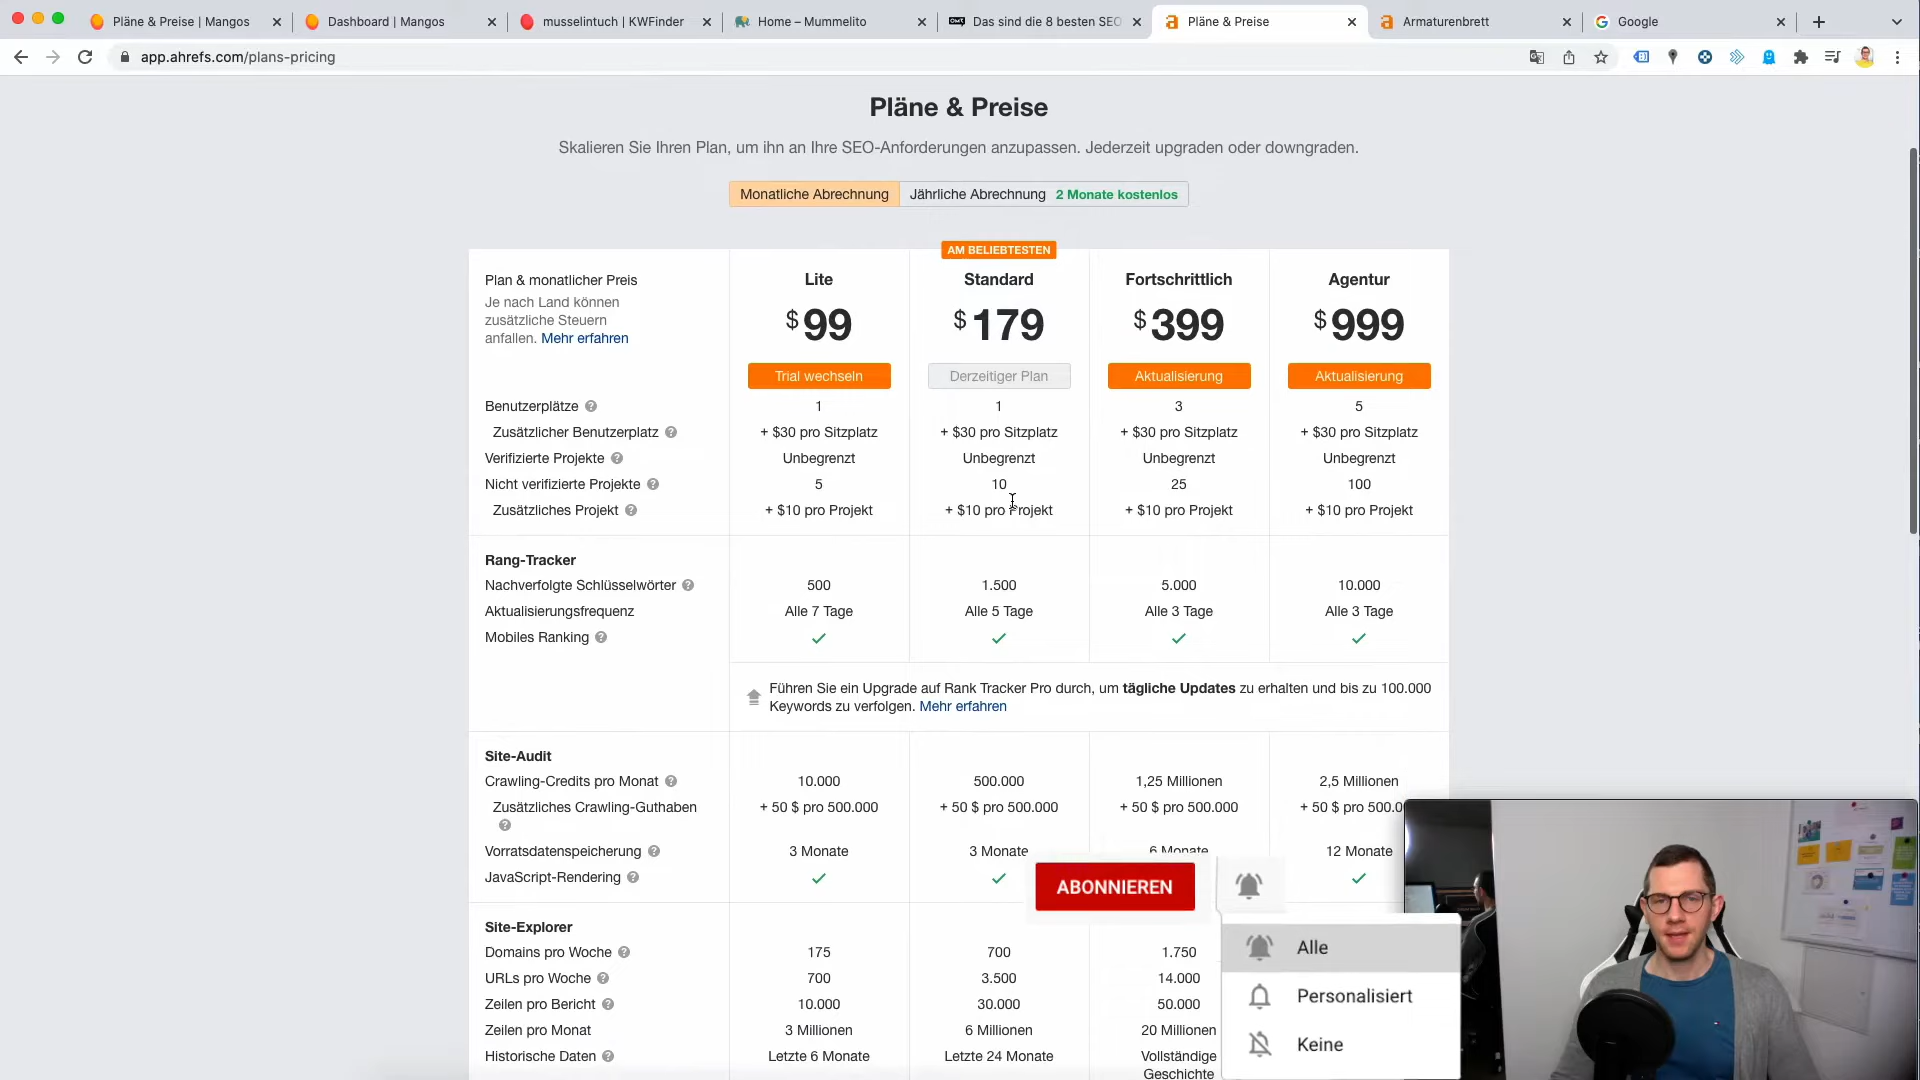 Pläne & Preise | Mangos
Dashboard | Mangos
musselintuch | KWFinder
Home – Mummelito
Das sind die 8 besten SEO
Pläne & Preise
Armaturenbrett
Google
app.ahrefs.com/plans-pricing
Pläne & Preise
Skalieren Sie Ihren Plan, um ihn an Ihre SEO-Anforderungen anzupassen. Jederzeit upgraden oder downgraden.
Monatliche Abrechnung Jährliche Abrechnung 2 Monate kostenlos
AM BELIEBTESTEN
Plan & monatlicher Preis
Je nach Land können
zusätzliche Steuern
anfallen. Mehr erfahren
Lite Standard Fortschrittlich Agentur
$99 $179 $399 $999
Trial wechseln Derzeitiger Plan Aktualisierung Aktualisierung
Benutzerplätze ? 1 1 3 5
Zusätzlicher Benutzerplatz ? + $30 pro Sitzplatz + $30 pro Sitzplatz + $30 pro Sitzplatz + $30 pro Sitzplatz
Verifizierte Projekte ? Unbegrenzt Unbegrenzt Unbegrenzt Unbegrenzt
Nicht verifizierte Projekte ? 5 10 25 100
Zusätzliches Projekt ? + $10 pro Projekt + $10 pro Projekt + $10 pro Projekt + $10 pro Projekt
Rang-Tracker
Nachverfolgte Schlüsselwörter ? 500 1.500 5.000 10.000
Aktualisierungsfrequenz Alle 7 Tage Alle 5 Tage Alle 3 Tage Alle 3 Tage
Mobiles Ranking ?
Führen Sie ein Upgrade auf Rank Tracker Pro durch, um tägliche Updates zu erhalten und bis zu 100.000
Keywords zu verfolgen. Mehr erfahren
Site-Audit
Crawling-Credits pro Monat ? 10.000 500.000 1,25 Millionen 2,5 Millionen
Zusätzliches Crawling-Guthaben ? + 50 $ pro 500.000 + 50 $ pro 500.000 + 50 $ pro 500.000 + 50 $ pro 500.0
Vorratsdatenspeicherung ? 3 Monate 3 Monate 6 Monate 12 Monate
JavaScript-Rendering ?
ABONNIEREN
Alle
Personalisiert
Keine
Site-Explorer
Domains pro Woche ? 175 700 1.750
URLs pro Woche ? 700 3.500 14.000
Zeilen pro Bericht ? 10.000 30.000 50.000
Zeilen pro Monat 3 Millionen 6 Millionen 20 Millionen
Historische Daten ? Letzte 6 Monate Letzte 24 Monate Vollständige
Geschichte